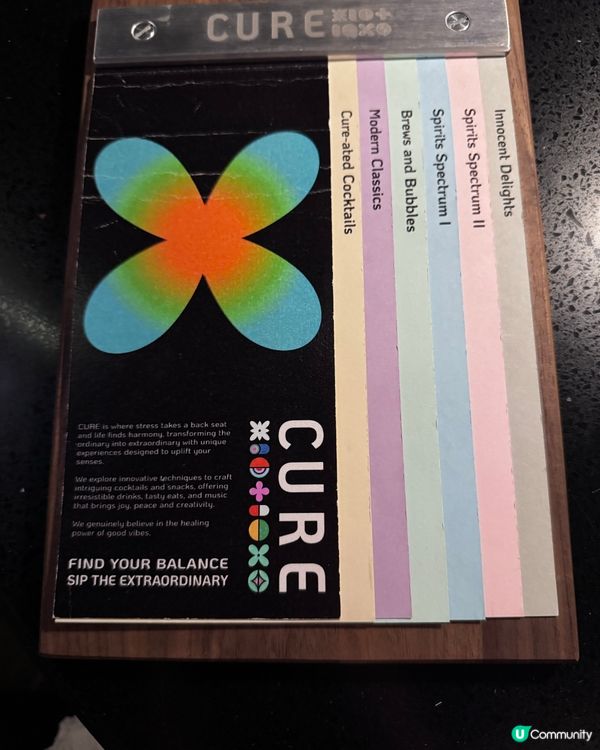 CURE
Cure-ated Cocktails
Modern Classics
Brews and Bubbles
Spirits Spectrum I
Spirits Spectrum II
Innocent Delights
CURE is where stress takes a back seat
and life finds harmony, transforming the
ordinary into extraordinary with unique
experiences designed to uplift your
senses.
We explore innovative techniques to craft
intriguing cocktails and snacks, offering
irresistible drinks, tasty eats, and music
that brings joy, peace and creativity.
We genuinely believe in the healing
power of good vibes.
FIND YOUR BALANCE
SIP THE EXTRAORDINARY
CURE
U Community